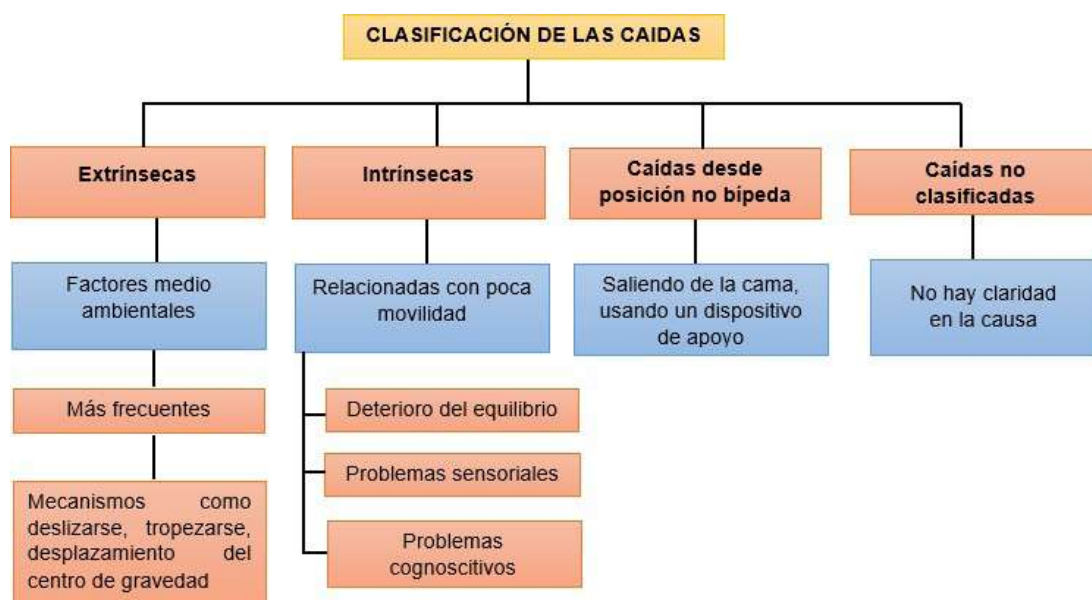 CLASIFICACIÓN DE LAS CAIDAS
Extrínsecas
Factores medio
ambientales
Más frecuentes
Mecanismos como
deslizarse, tropezarse,
desplazamiento del
centro de gravedad
Intrínsecas
Relacionadas con poca
movilidad
Deterioro del equilibrio
Problemas sensoriales
Problemas
cognoscitivos
Caídas desde
posición no bípeda
Saliendo de la cama,
usando un dispositivo
de apoyo
Caídas no
clasificadas
No hay claridad
en la causa